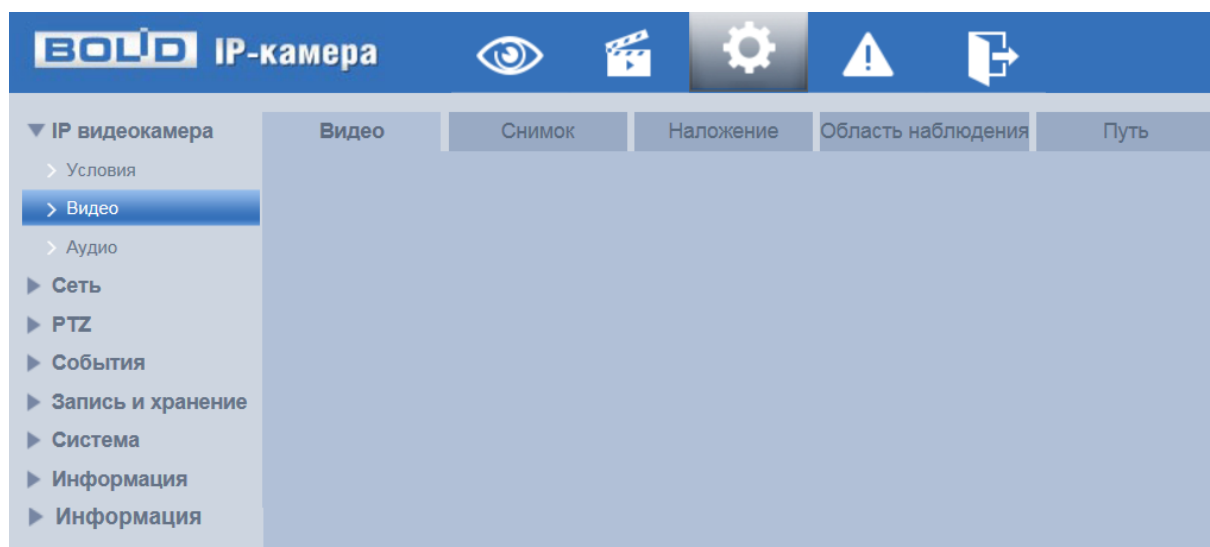 BOLID IP-камера
IP видеокамера
Видео
Снимок
Наложение
Область наблюдения
Путь
Условия
Видео
Аудио
Сеть
PTZ
События
Запись и хранение
Система
Информация
Информация